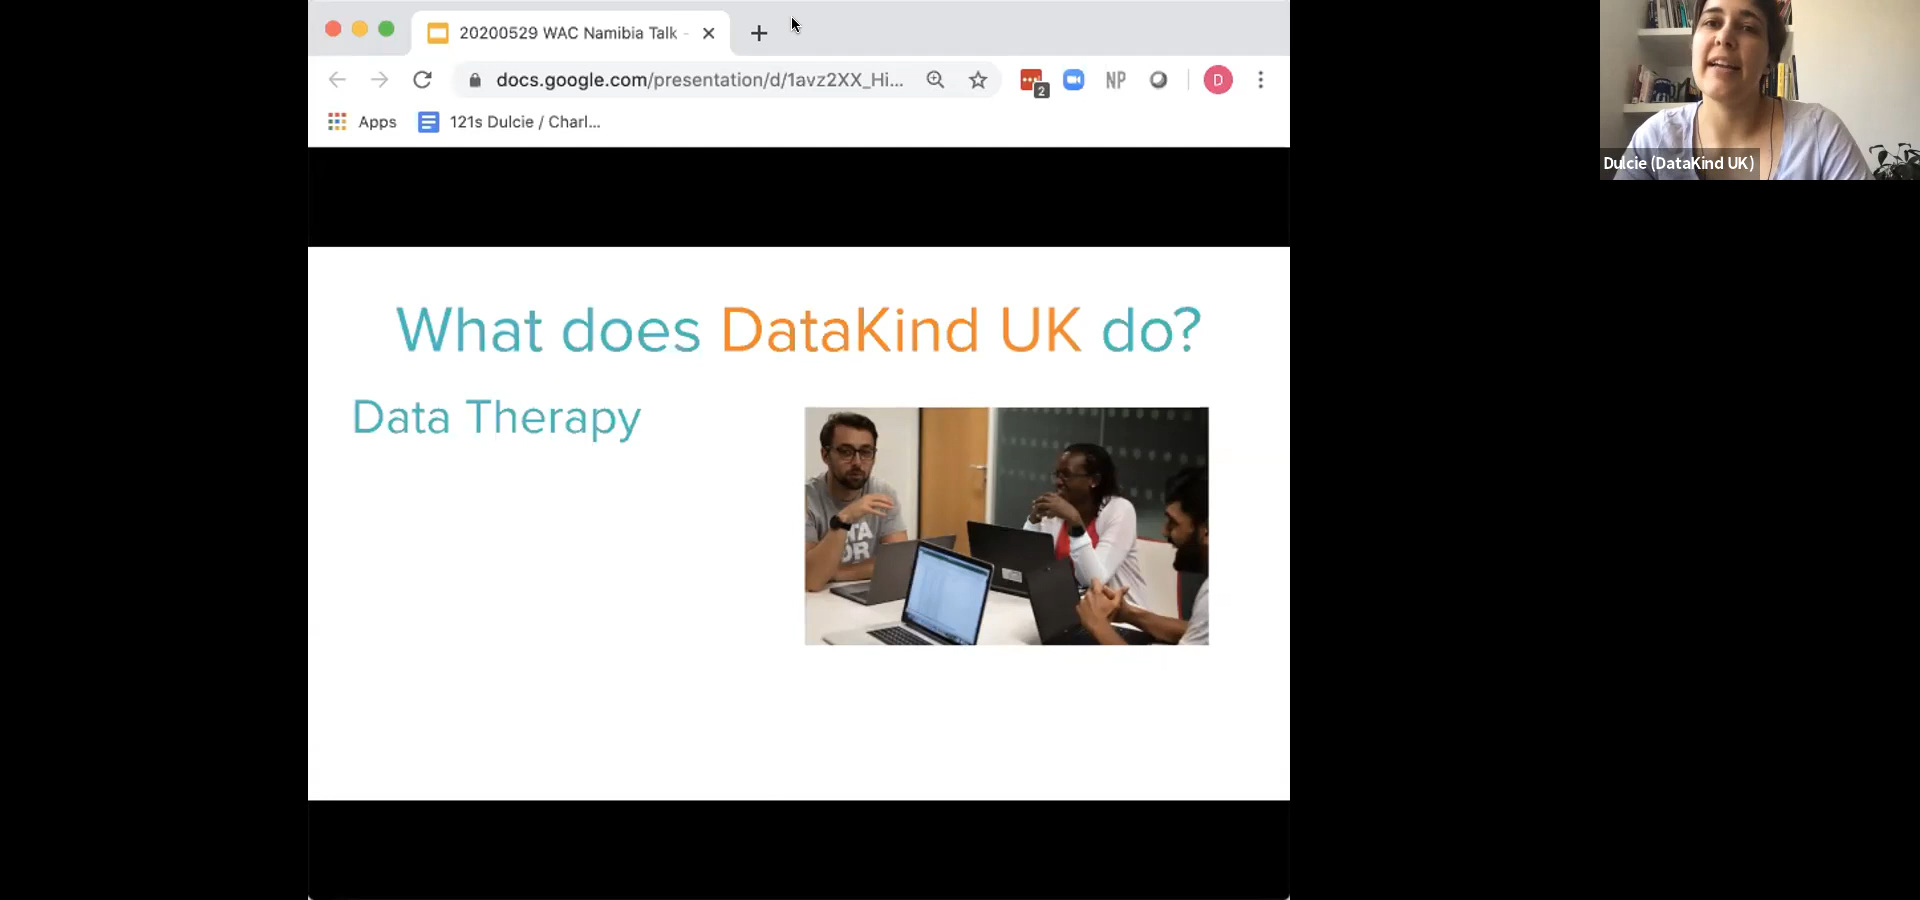 20200529 WAC Namibia Talk -
docs.google.com/presentation/d/1avz2XX_Hi...
2
NP
D
Apps
121s Dulcie / Charl...
Dulcie (DataKind UK)
What does DataKind UK do?
Data Therapy